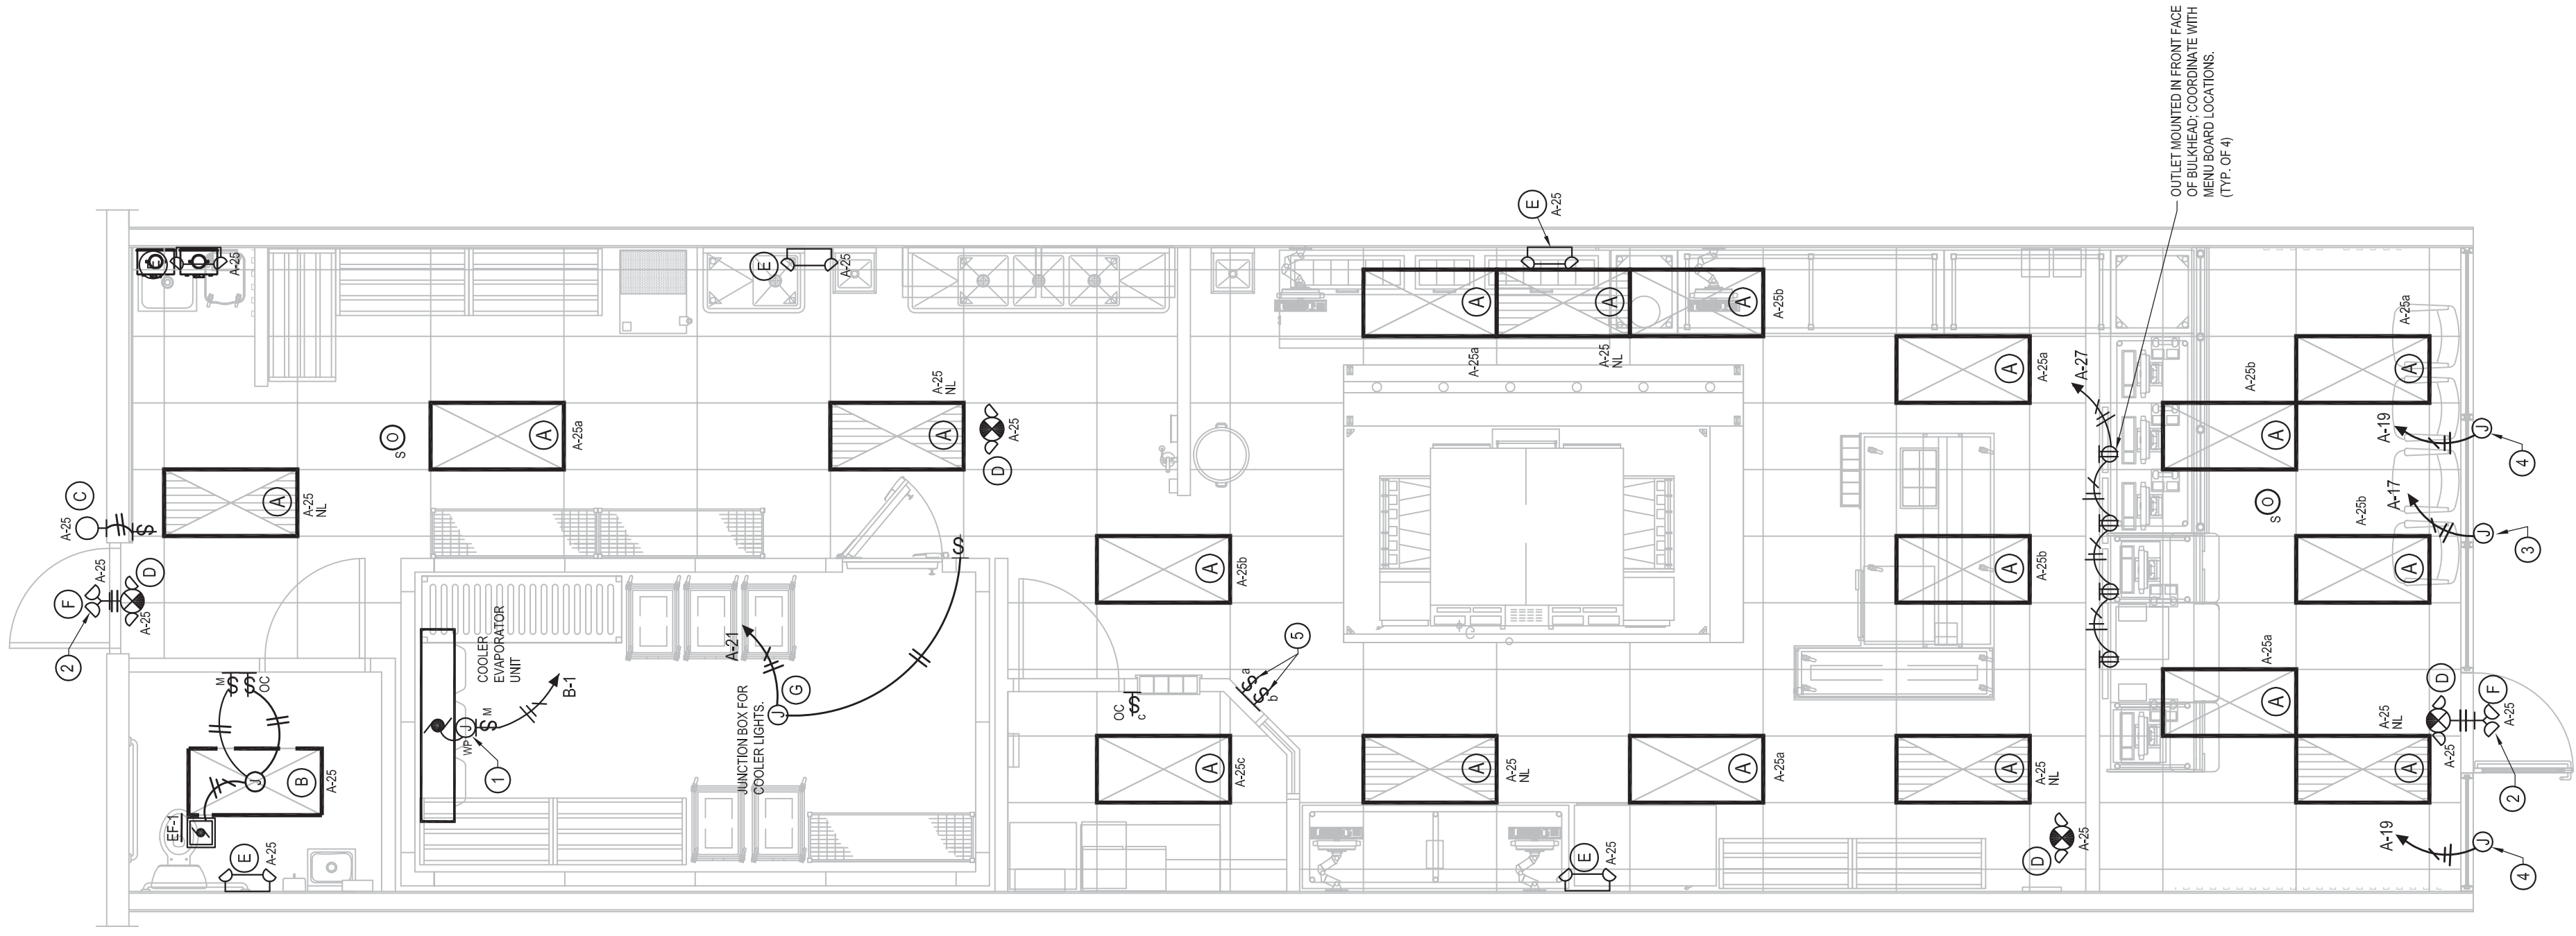 OUTLET MOUNTED IN FRONT FACE
OF BULKHEAD; COORDINATE WITH
MENU BOARD LOCATIONS.
(TYP. OF 4)
E
A-25
E
A-25
E
A-25
A
A
A
A-25b
A-25a
A-25
NL
A-25a
A
A-25a
A
A-25a
A-27
A-25b
A
A-19
J
4
A
A-25a
S
A
A-25
NL
A-25
D
C
A-25
S
A
A-25
NL
S
A-25b
A-17
J
3
A
A
A-25b
A
A-25b
S
F
A-25
D
A-25
2
COOLER
EVAPORATOR
UNIT
B-1
A-21
G
J
JUNCTION BOX FOR
COOLER LIGHTS.
J
WP
S
M
1
M
S
S
OC
J
B
A-25
EF-1
E
A-25
5
S
a
S
b
OC
S
c
A
A-25c
A
A-25
NL
A
A-25a
A
A-25
NL
A-25a
A
A-25
NL
D
A-25
F
A-25
2
A
E
A-25
D
A-25
A-19
J
4